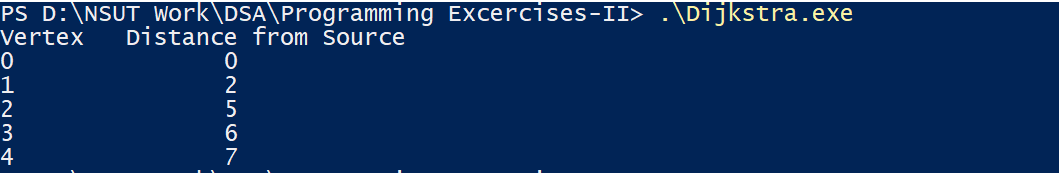 PS D:\NSUT Work\DSA\Programming Excercises-II> .\Dijkstra.exe
Vertex   Distance from Source
0               0
1               2
2               5
3               6
4               7